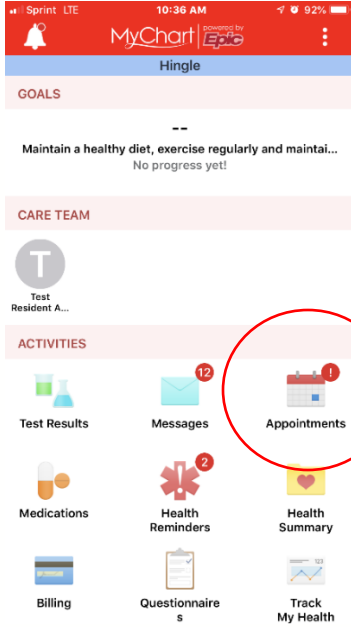 Sprint LTE 10:36 AM 92%
MyChart powered by Epic
Hingle
GOALS
--
Maintain a healthy diet, exercise regularly and maintai...
No progress yet!
CARE TEAM
T
Test
Resident A...
ACTIVITIES
12 !
Test Results Messages Appointments
2
Medications Health Health
Reminders Summary
Billing Questionnaire Track
s My Health